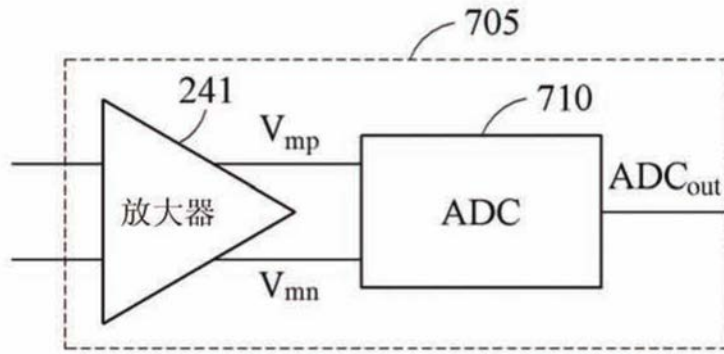 705
241
710
Vmp
ADCout
放大器
ADC
Vmn